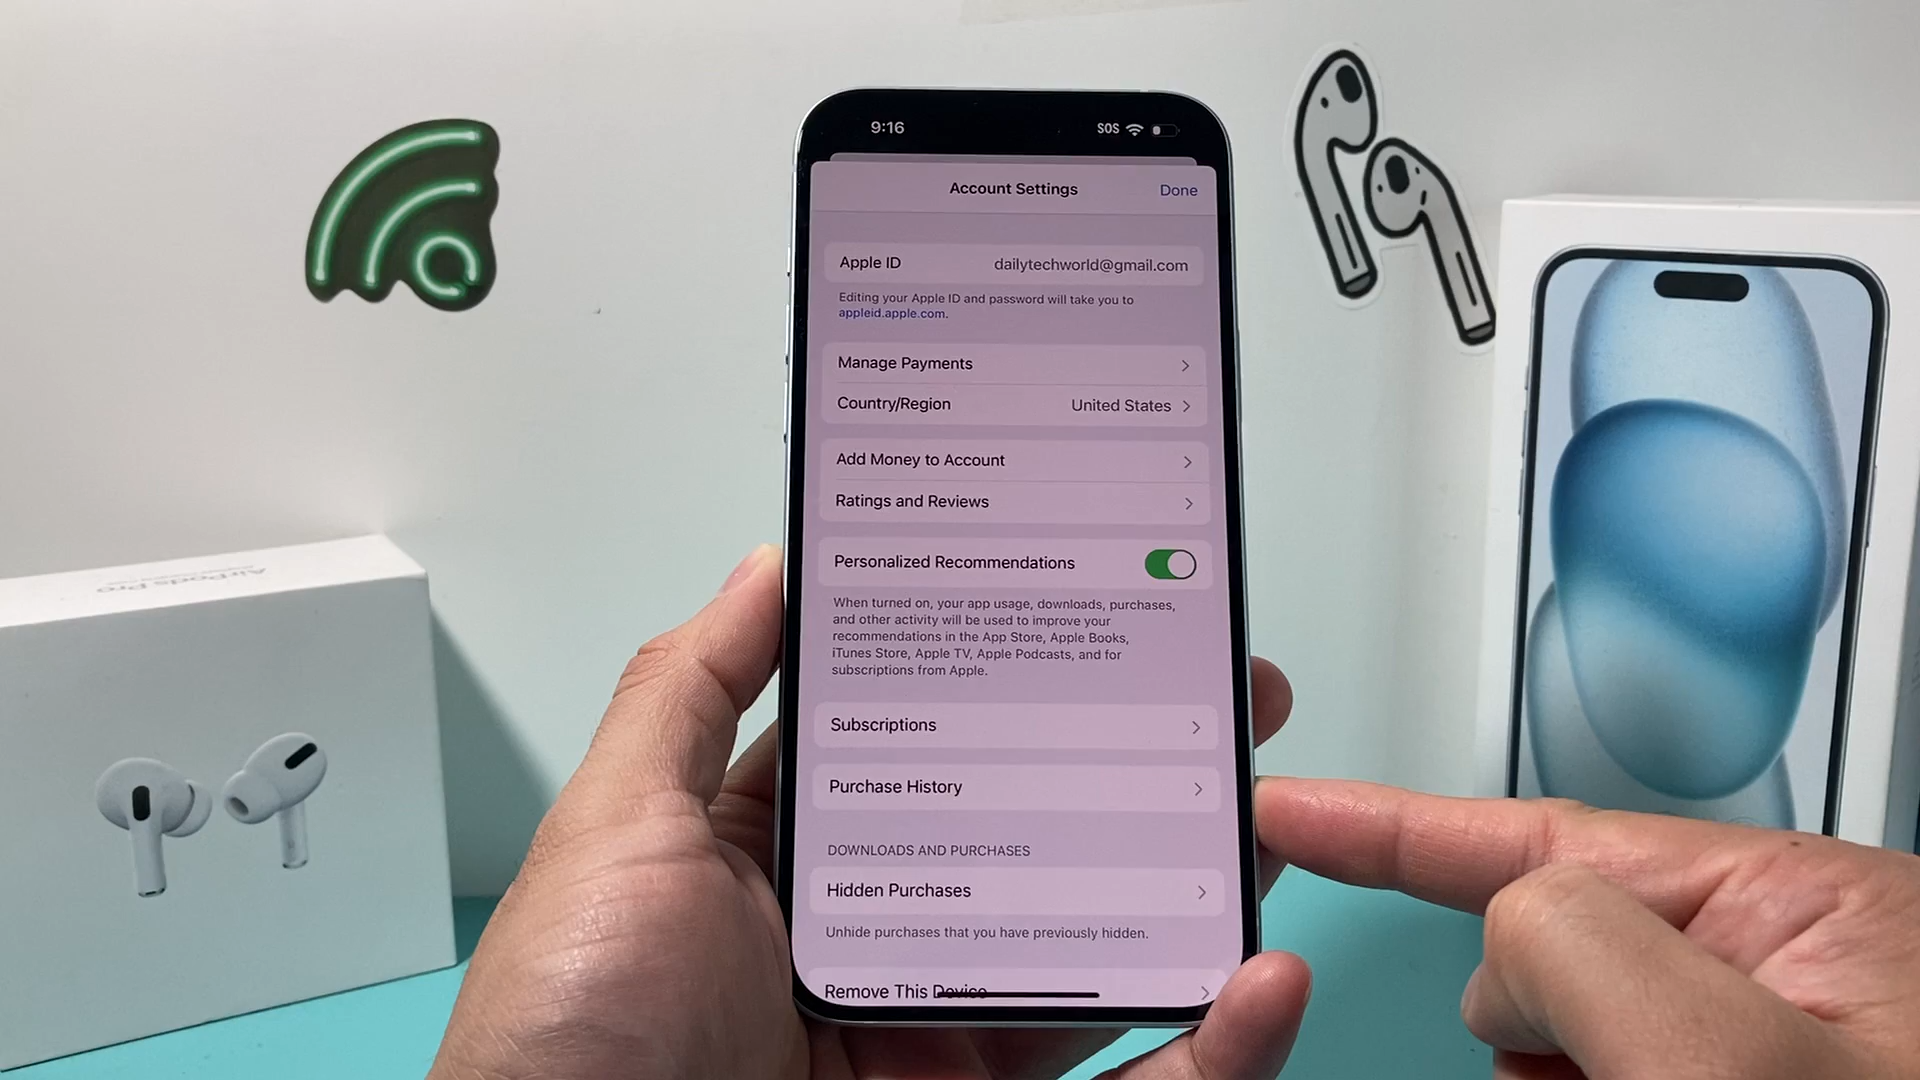 9:16
SOS
Account Settings
Done
Apple ID
dailytechworld@gmail.com
Editing your Apple ID and password will take you to
appleid.apple.com.
Manage Payments
Country/Region
United States
Add Money to Account
Ratings and Reviews
Personalized Recommendations
When turned on, your app usage, downloads, purchases,
and other activity will be used to improve your
recommendations in the App Store, Apple Books,
iTunes Store, Apple TV, Apple Podcasts, and for
subscriptions from Apple.
Subscriptions
Purchase History
DOWNLOADS AND PURCHASES
Hidden Purchases
Unhide purchases that you have previously hidden.
Remove This Device
AirPods Pro